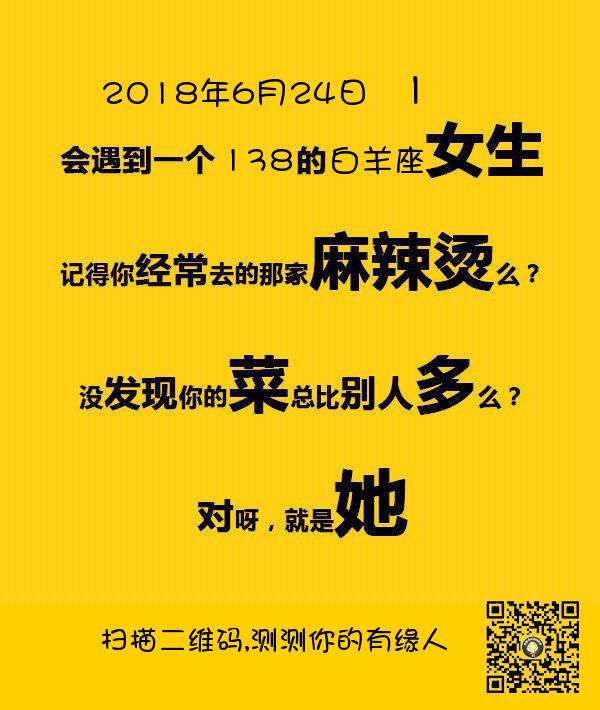 2018年6月24日 1
会遇到一个138的白羊座女生
记得你经常去的那家麻辣烫么？
没发现你的菜总比别人多么？
对呀，就是她
扫描二维码,测测你的有缘人